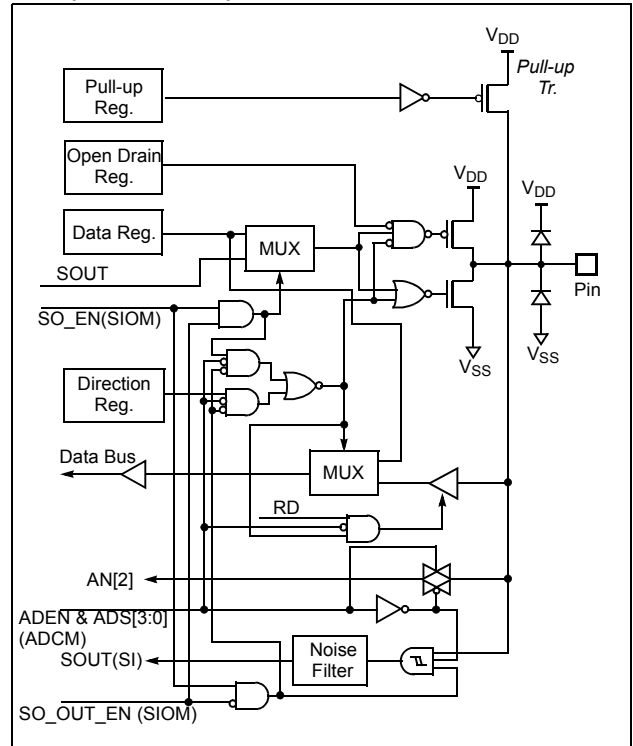 VDD
Pull-up
Tr.
Pull-up
Reg.
Open Drain
Reg.
VDD
VDD
Data Reg.
MUX
SOUT
Pin
SO_EN(SIOM)
VSS
VSS
Direction
Reg.
Data Bus
MUX
RD
AN[2]
ADEN & ADS[3:0]
(ADCM)
SOUT(SI)
Noise
Filter
SO_OUT_EN (SIOM)